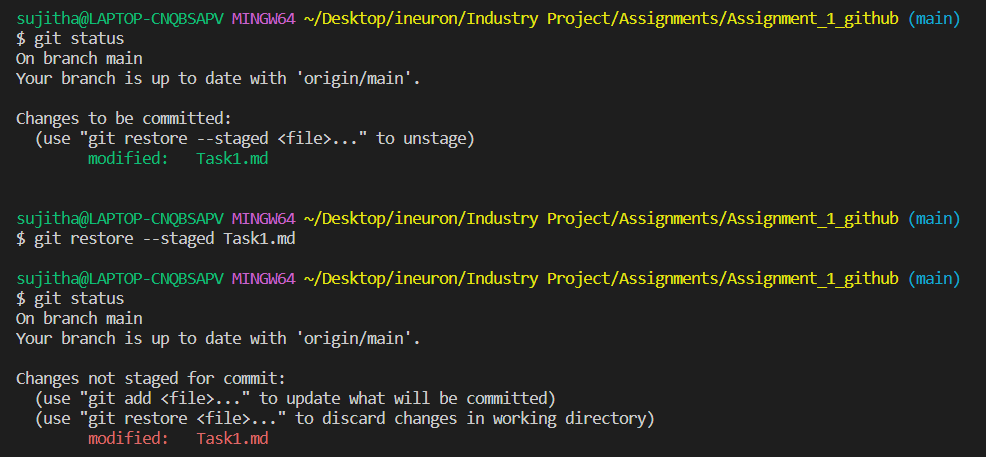 sujitha@LAPTOP-CNQBSAPV MINGW64 ~/Desktop/ineuron/Industry Project/Assignments/Assignment_1_github (main)
$ git status
On branch main
Your branch is up to date with 'origin/main'.
Changes to be committed:
  (use "git restore --staged <file>..." to unstage)
        modified:   Task1.md
sujitha@LAPTOP-CNQBSAPV MINGW64 ~/Desktop/ineuron/Industry Project/Assignments/Assignment_1_github (main)
$ git restore --staged Task1.md
sujitha@LAPTOP-CNQBSAPV MINGW64 ~/Desktop/ineuron/Industry Project/Assignments/Assignment_1_github (main)
$ git status
On branch main
Your branch is up to date with 'origin/main'.
Changes not staged for commit:
  (use "git add <file>..." to update what will be committed)
  (use "git restore <file>..." to discard changes in working directory)
        modified:   Task1.md